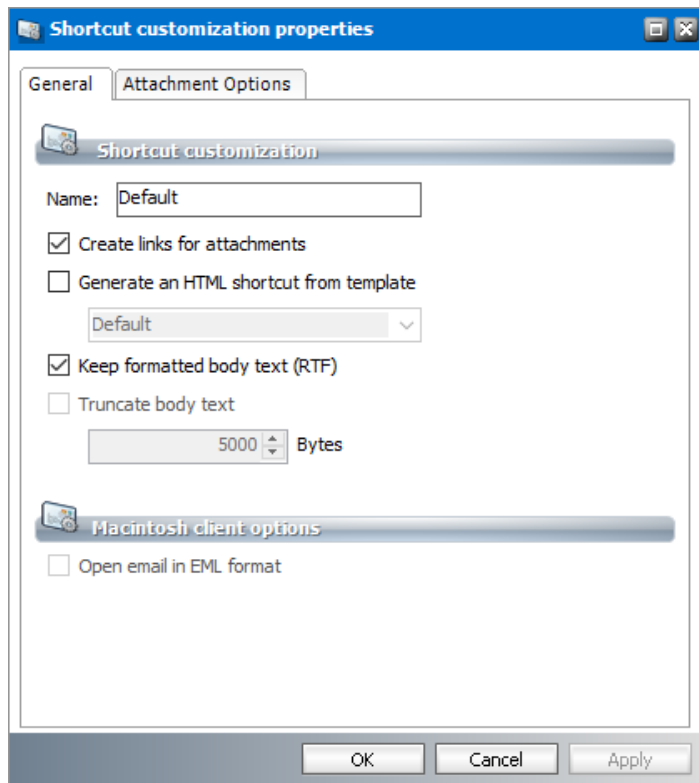 Shortcut customization properties
General Attachment Options
Shortcut customization
Name: Default
Create links for attachments
Generate an HTML shortcut from template
Default
Keep formatted body text (RTF)
Truncate body text
5000 Bytes
Macintosh client options
Open email in EML format
OK Cancel Apply